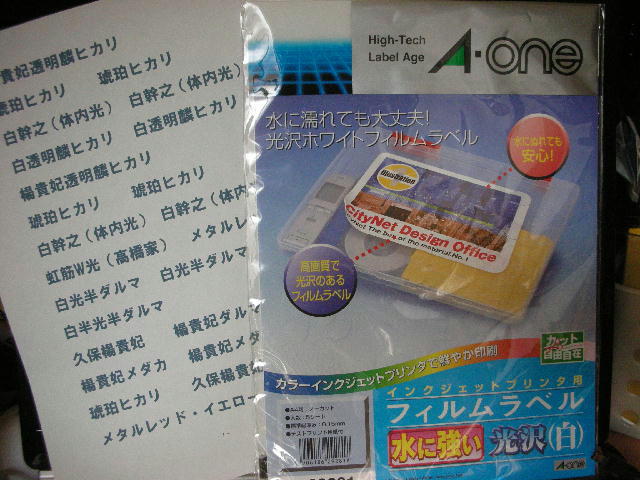 貴妃透明鱗ヒカリ
琥珀ヒカリ 琥珀ヒカリ
白幹之(体内光) 白幹之(体内光)
白透明鱗ヒカリ 白透明鱗ヒカリ
楊貴妃透明鱗ヒカリ
琥珀ヒカリ 琥珀ヒカリ
白幹之(体内光) 白幹之(体内
虹筋W光(高橋家) メタルレ
白光半ダルマ 白光半ダルマ
白半光半ダルマ
久保楊貴妃 楊貴妃ダル
楊貴妃メダカ 楊貴妃メダ
琥珀ヒカリ 久保楊貴
メタルレッド・イエロー
High-Tech
Label Age
A-one
水に濡れても大丈夫!
光沢ホワイトフィルムラベル
水にぬれても
安心!
Illustration
CityNet Design Office
高画質で
光沢のある
フィルムラベル
カット
自由自在
カラーインクジェットプリンタで鮮やか印刷
インクジェットプリンタ用
フィルムラベル
水に強い 光沢(白)
●A4判・ノーカット
A-one